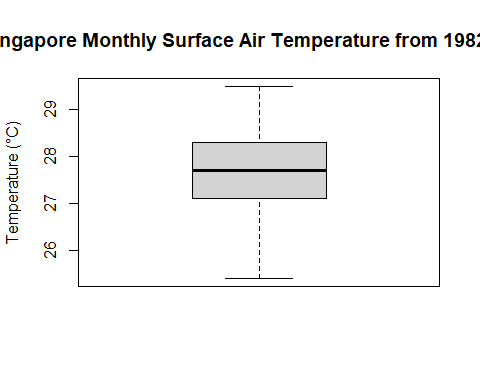 ngapore Monthly Surface Air Temperature from 1982
Temperature (°C)
29
28
27
26